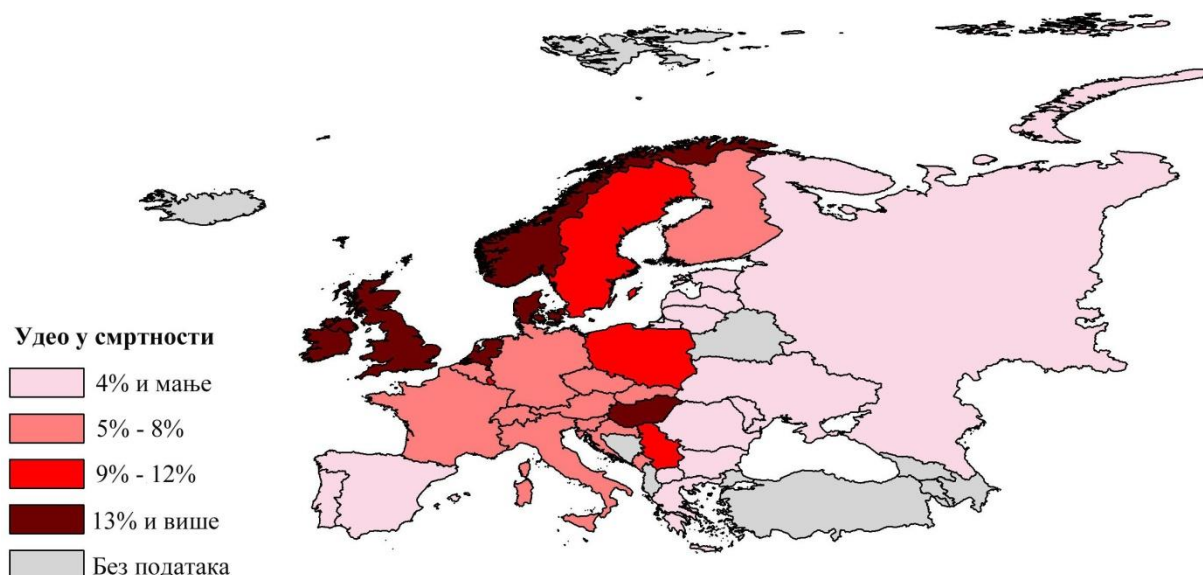 Удео у смртности
4% и мање
5% - 8%
9% - 12%
13% и више
Без података